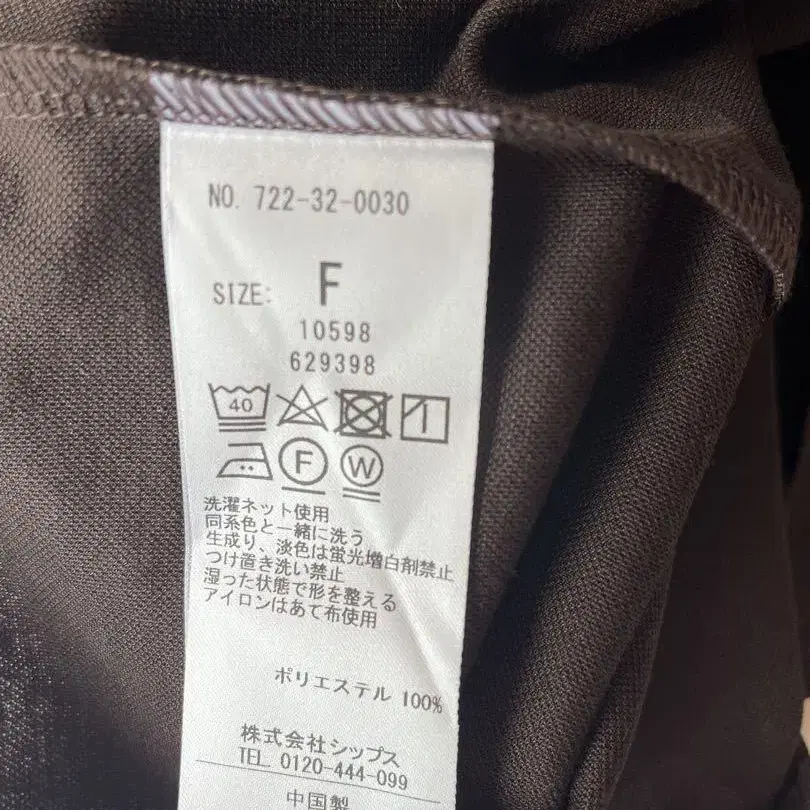 NO. 722-32-0030
SIZE: F
10598
629398
40
F W
洗濯ネット使用
同系色と一緒に洗う
生成り、淡色は蛍光増白剤禁止
つけ置き洗い禁止
湿った状態で形を整える
アイロンはあて布使用
ポリエステル 100%
株式会社シップス
TEL. 0120-444-099
中国製